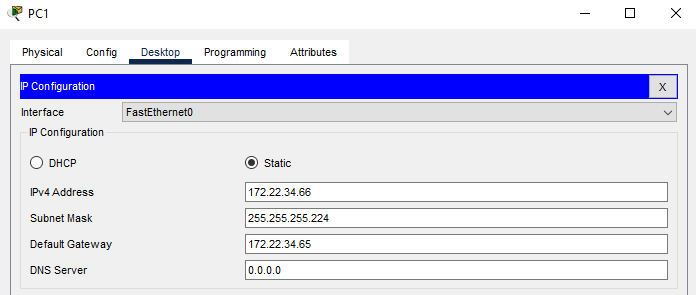 PC1
Physical Config Desktop Programming Attributes
IP Configuration X
Interface FastEthernet0
IP Configuration
DHCP Static
IPv4 Address 172.22.34.66
Subnet Mask 255.255.255.224
Default Gateway 172.22.34.65
DNS Server 0.0.0.0